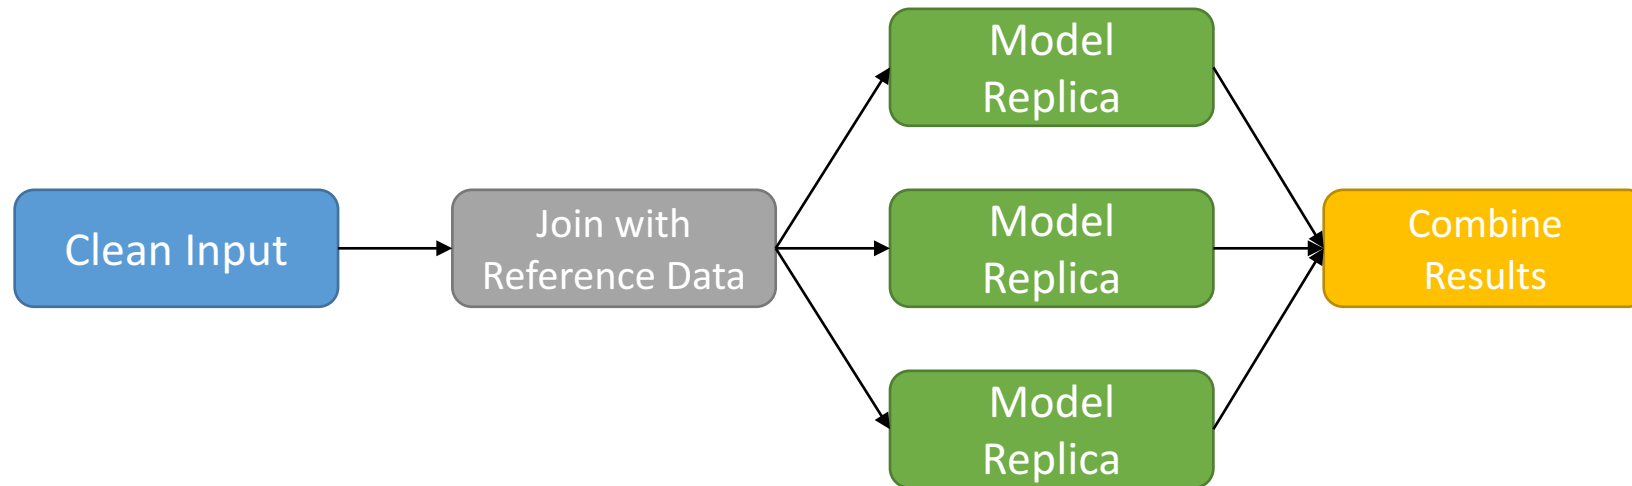 Clean Input
Join with
Reference Data
Model
Replica
Model
Replica
Model
Replica
Combine
Results